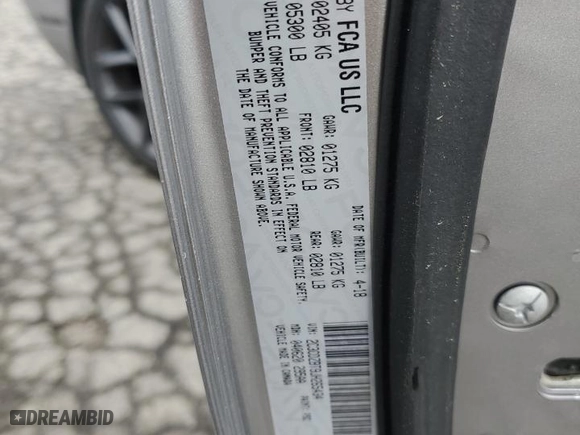 BY FCA US LLC
DATE OF MFR(BUILT): 4-18
02405 KG
05300 LB
GAWR: 01275 KG
FRONT: 02810 LB
GAWR: 01275 KG
REAR: 02810 LB
VEHICLE CONFORMS TO ALL APPLICABLE U.S.A. FEDERAL MOTOR VEHICLE SAFETY,
BUMPER AND THEFT PREVENTION STANDARDS IN EFFECT ON
THE DATE OF MANUFACTURE SHOWN ABOVE.
MDH: 040620
VEHICLE MADE IN CANADA
DREAMBID